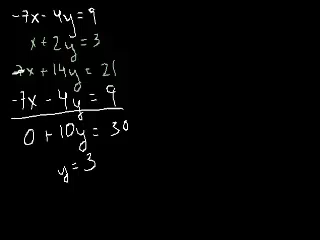 -7x - 4y = 9
x + 2y = 3
7x + 14y = 21
-7x - 4y = 9
0 + 10y = 30
y = 3